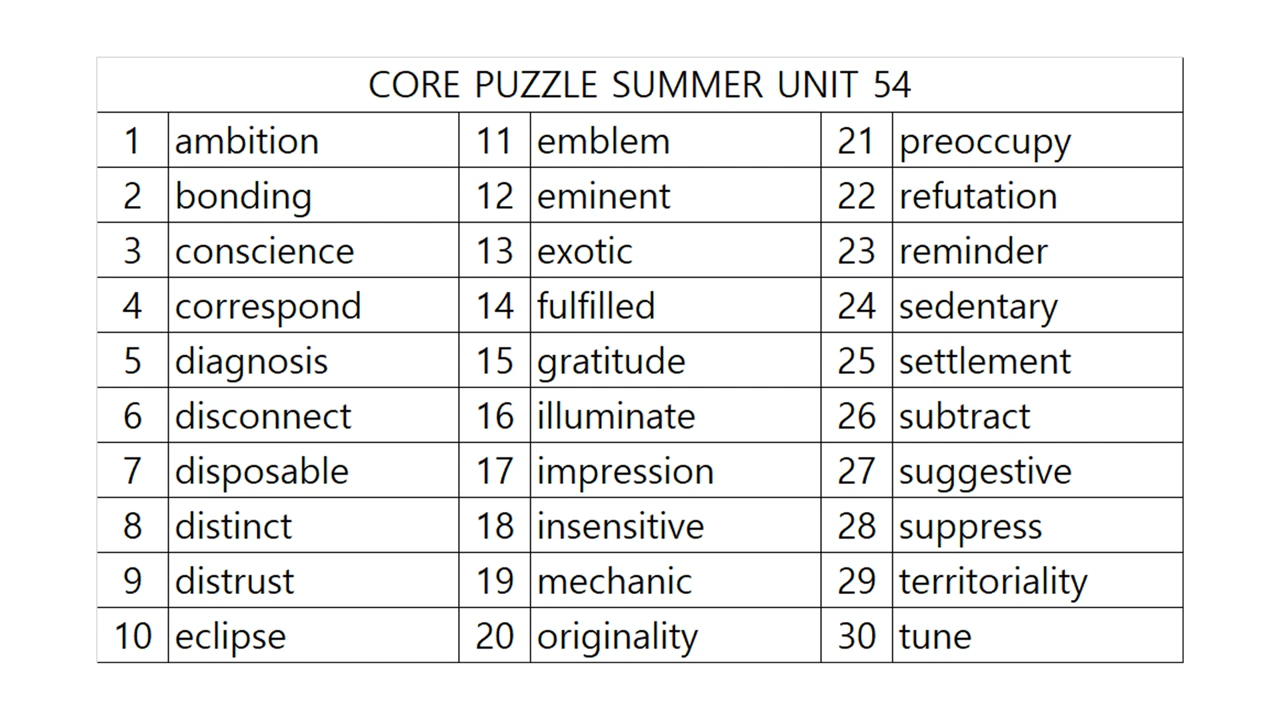 CORE PUZZLE SUMMER UNIT 54
1 ambition 11 emblem 21 preoccupy
2 bonding 12 eminent 22 refutation
3 conscience 13 exotic 23 reminder
4 correspond 14 fulfilled 24 sedentary
5 diagnosis 15 gratitude 25 settlement
6 disconnect 16 illuminate 26 subtract
7 disposable 17 impression 27 suggestive
8 distinct 18 insensitive 28 suppress
9 distrust 19 mechanic 29 territoriality
10 eclipse 20 originality 30 tune